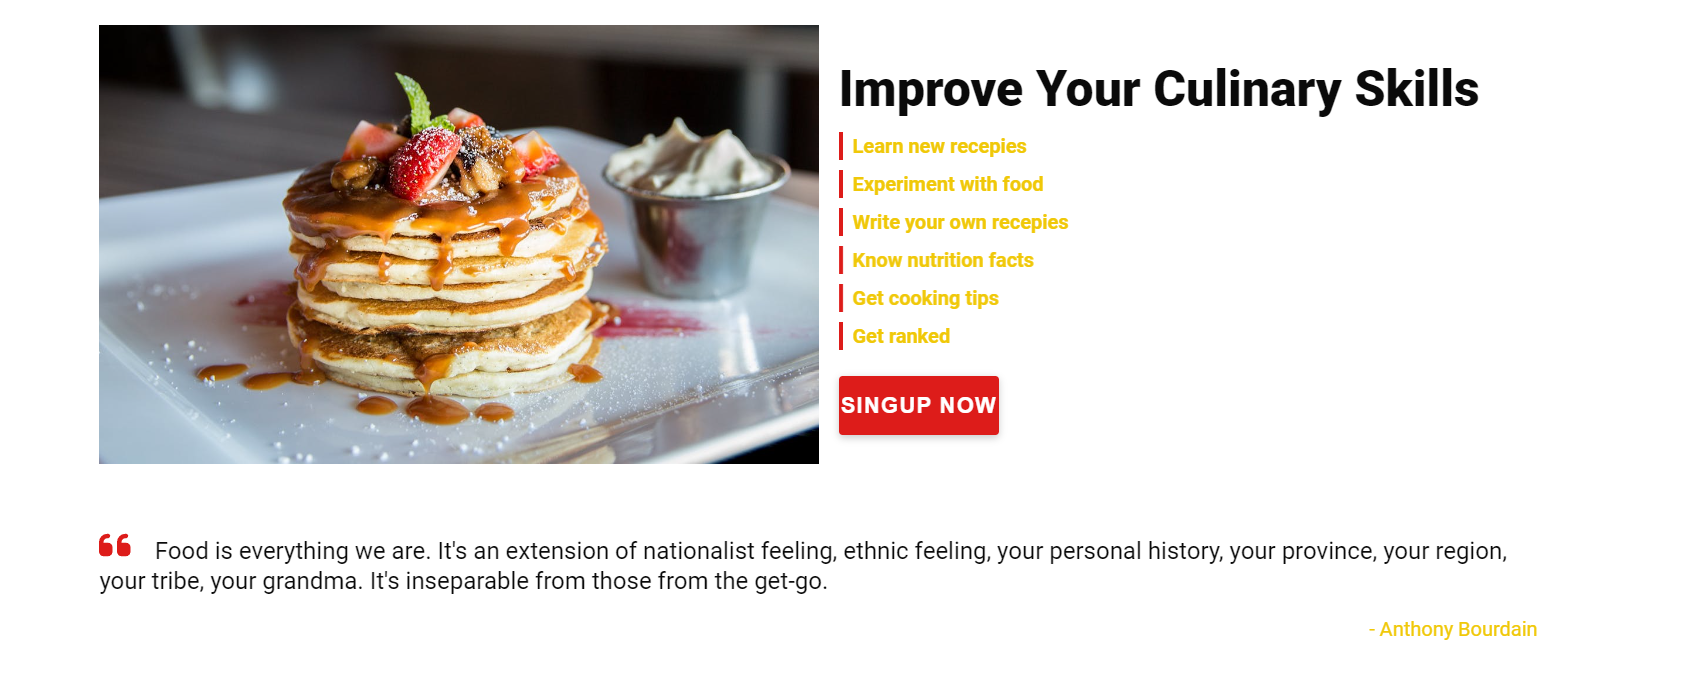 Improve Your Culinary Skills
Learn new recepies
Experiment with food
Write your own recepies
Know nutrition facts
Get cooking tips
Get ranked
SINGUP NOW
Food is everything we are. It's an extension of nationalist feeling, ethnic feeling, your personal history, your province, your region,
your tribe, your grandma. It's inseparable from those from the get-go.
- Anthony Bourdain